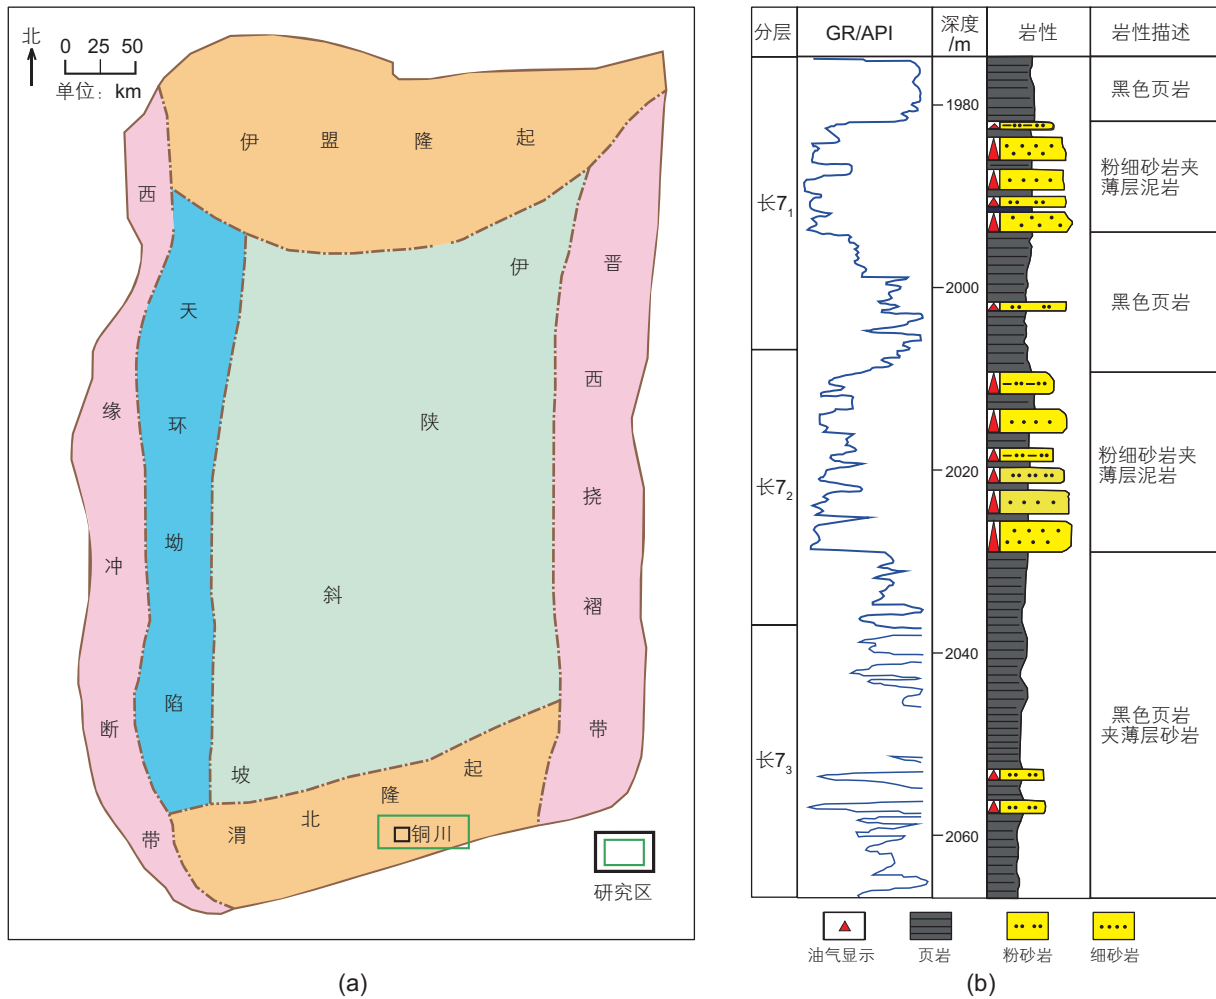 北
0 25 50
单位：km
伊盟隆起
西缘冲断带
天环坳陷
伊陕斜坡
晋西挠褶带
渭北隆起
铜川
研究区
(a)
分层 GR/API 深度/m 岩性 岩性描述
长7₁
长7₂
长7₃
1980
2000
2020
2040
2060
黑色页岩
粉细砂岩夹
薄层泥岩
黑色页岩
粉细砂岩夹
薄层泥岩
黑色页岩
夹薄层砂岩
油气显示 页岩 粉砂岩 细砂岩
(b)